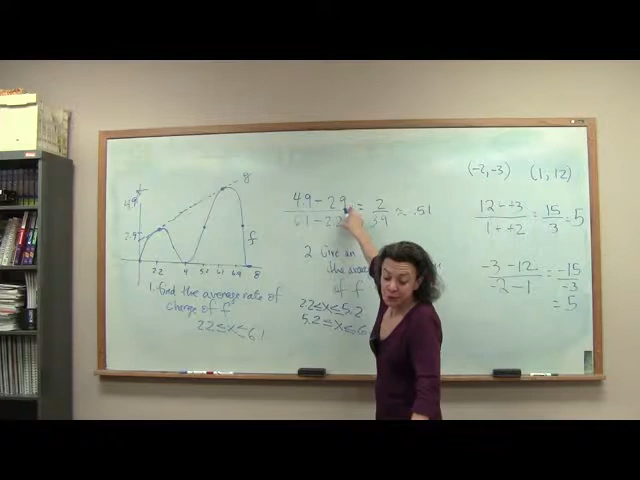 g
4.9
2.9
f
2.2
4
5.2
6.1
6.9
8
1. find the average rate of
change of f
2.2 ≤ x ≤ 6.1
4.9 - 2.9 = 2 ≈ .51
6.1 - 2.2 3.9
2 Give an
the avera
of f
2.2 ≤ x ≤ 5.2
5.2 ≤ x ≤ 6
(-2, -3) (1, 12)
12 - -3 = 15 = 5
1 - -2 3
-3 - 12 = -15
-2 - 1 -3
= 5